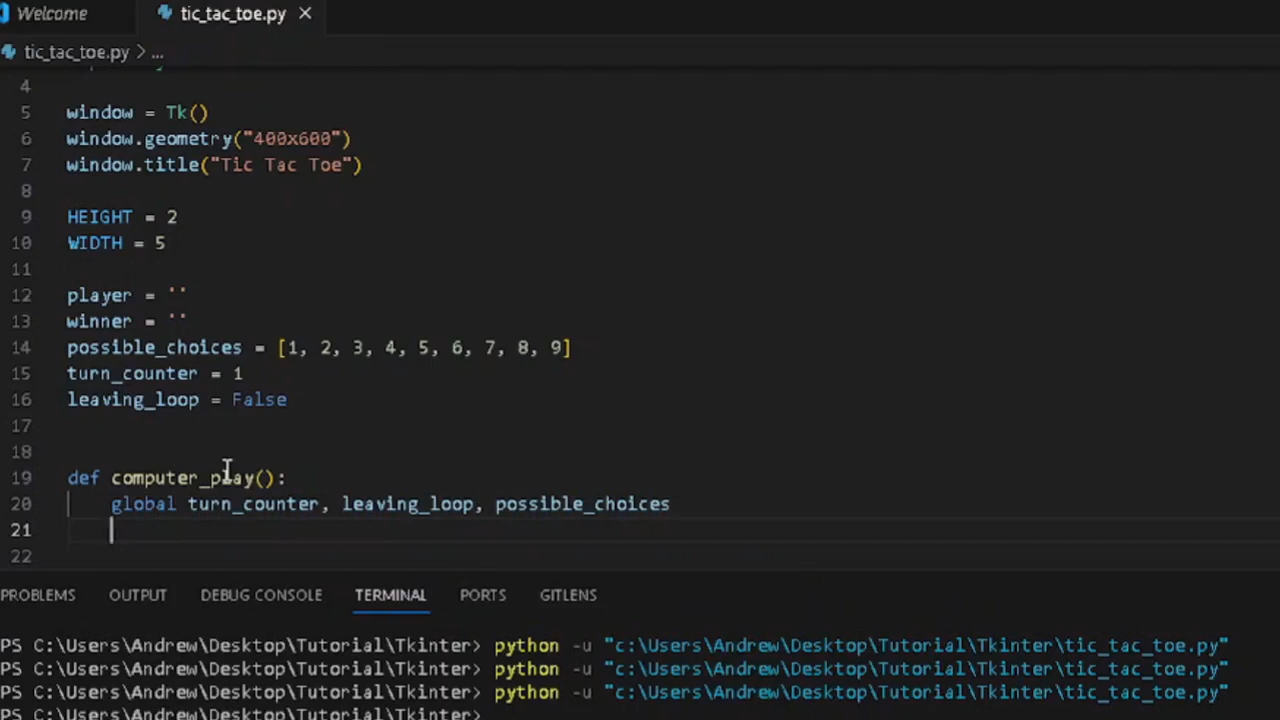 Welcome tic_tac_toe.py
tic_tac_toe.py > ...
4
5 window = Tk()
6 window.geometry("400x600")
7 window.title("Tic Tac Toe")
8
9 HEIGHT = 2
10 WIDTH = 5
11
12 player = ''
13 winner = ''
14 possible_choices = [1, 2, 3, 4, 5, 6, 7, 8, 9]
15 turn_counter = 1
16 leaving_loop = False
17
18
19 def computer_play():
20 global turn_counter, leaving_loop, possible_choices
21
22
PROBLEMS OUTPUT DEBUG CONSOLE TERMINAL PORTS GITLENS
PS C:\Users\Andrew\Desktop\Tutorial\Tkinter> python -u "c:\Users\Andrew\Desktop\Tutorial\Tkinter\tic_tac_toe.py"
PS C:\Users\Andrew\Desktop\Tutorial\Tkinter> python -u "c:\Users\Andrew\Desktop\Tutorial\Tkinter\tic_tac_toe.py"
PS C:\Users\Andrew\Desktop\Tutorial\Tkinter> python -u "c:\Users\Andrew\Desktop\Tutorial\Tkinter\tic_tac_toe.py"
PS C:\Users\Andrew\Desktop\Tutorial\Tkinter>